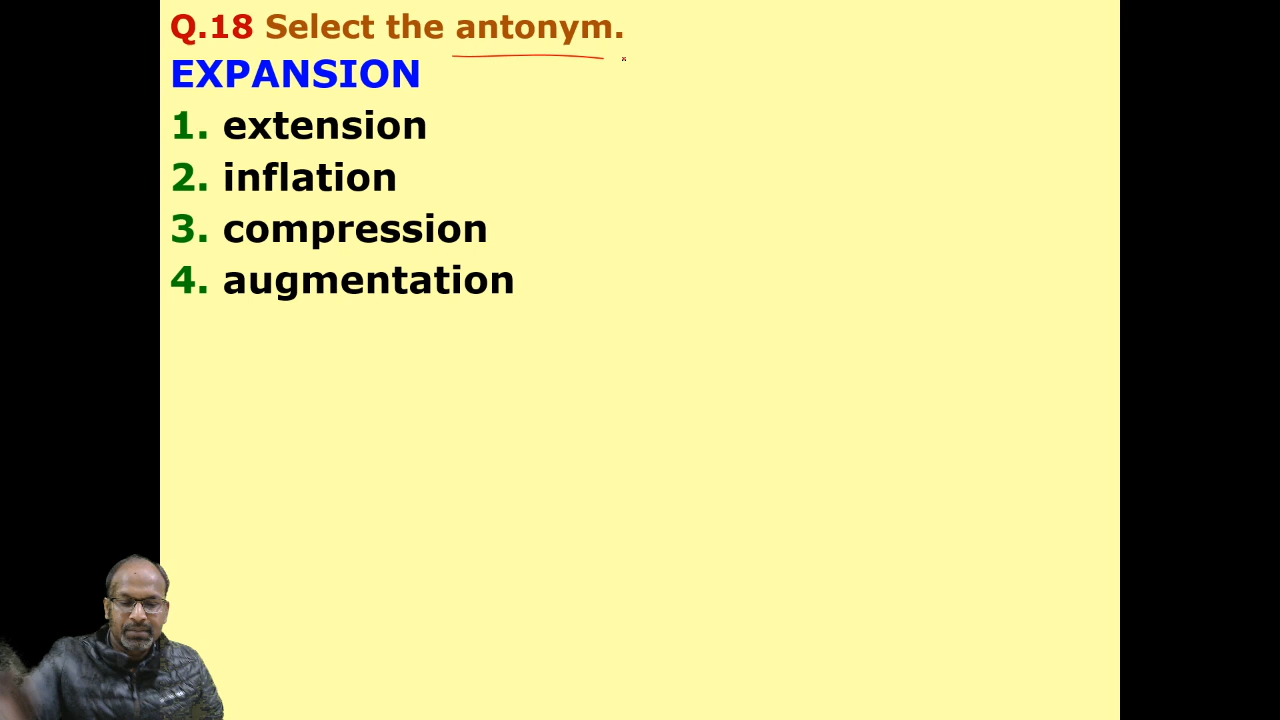 Q.18 Select the antonym.
EXPANSION
1. extension
2. inflation
3. compression
4. augmentation